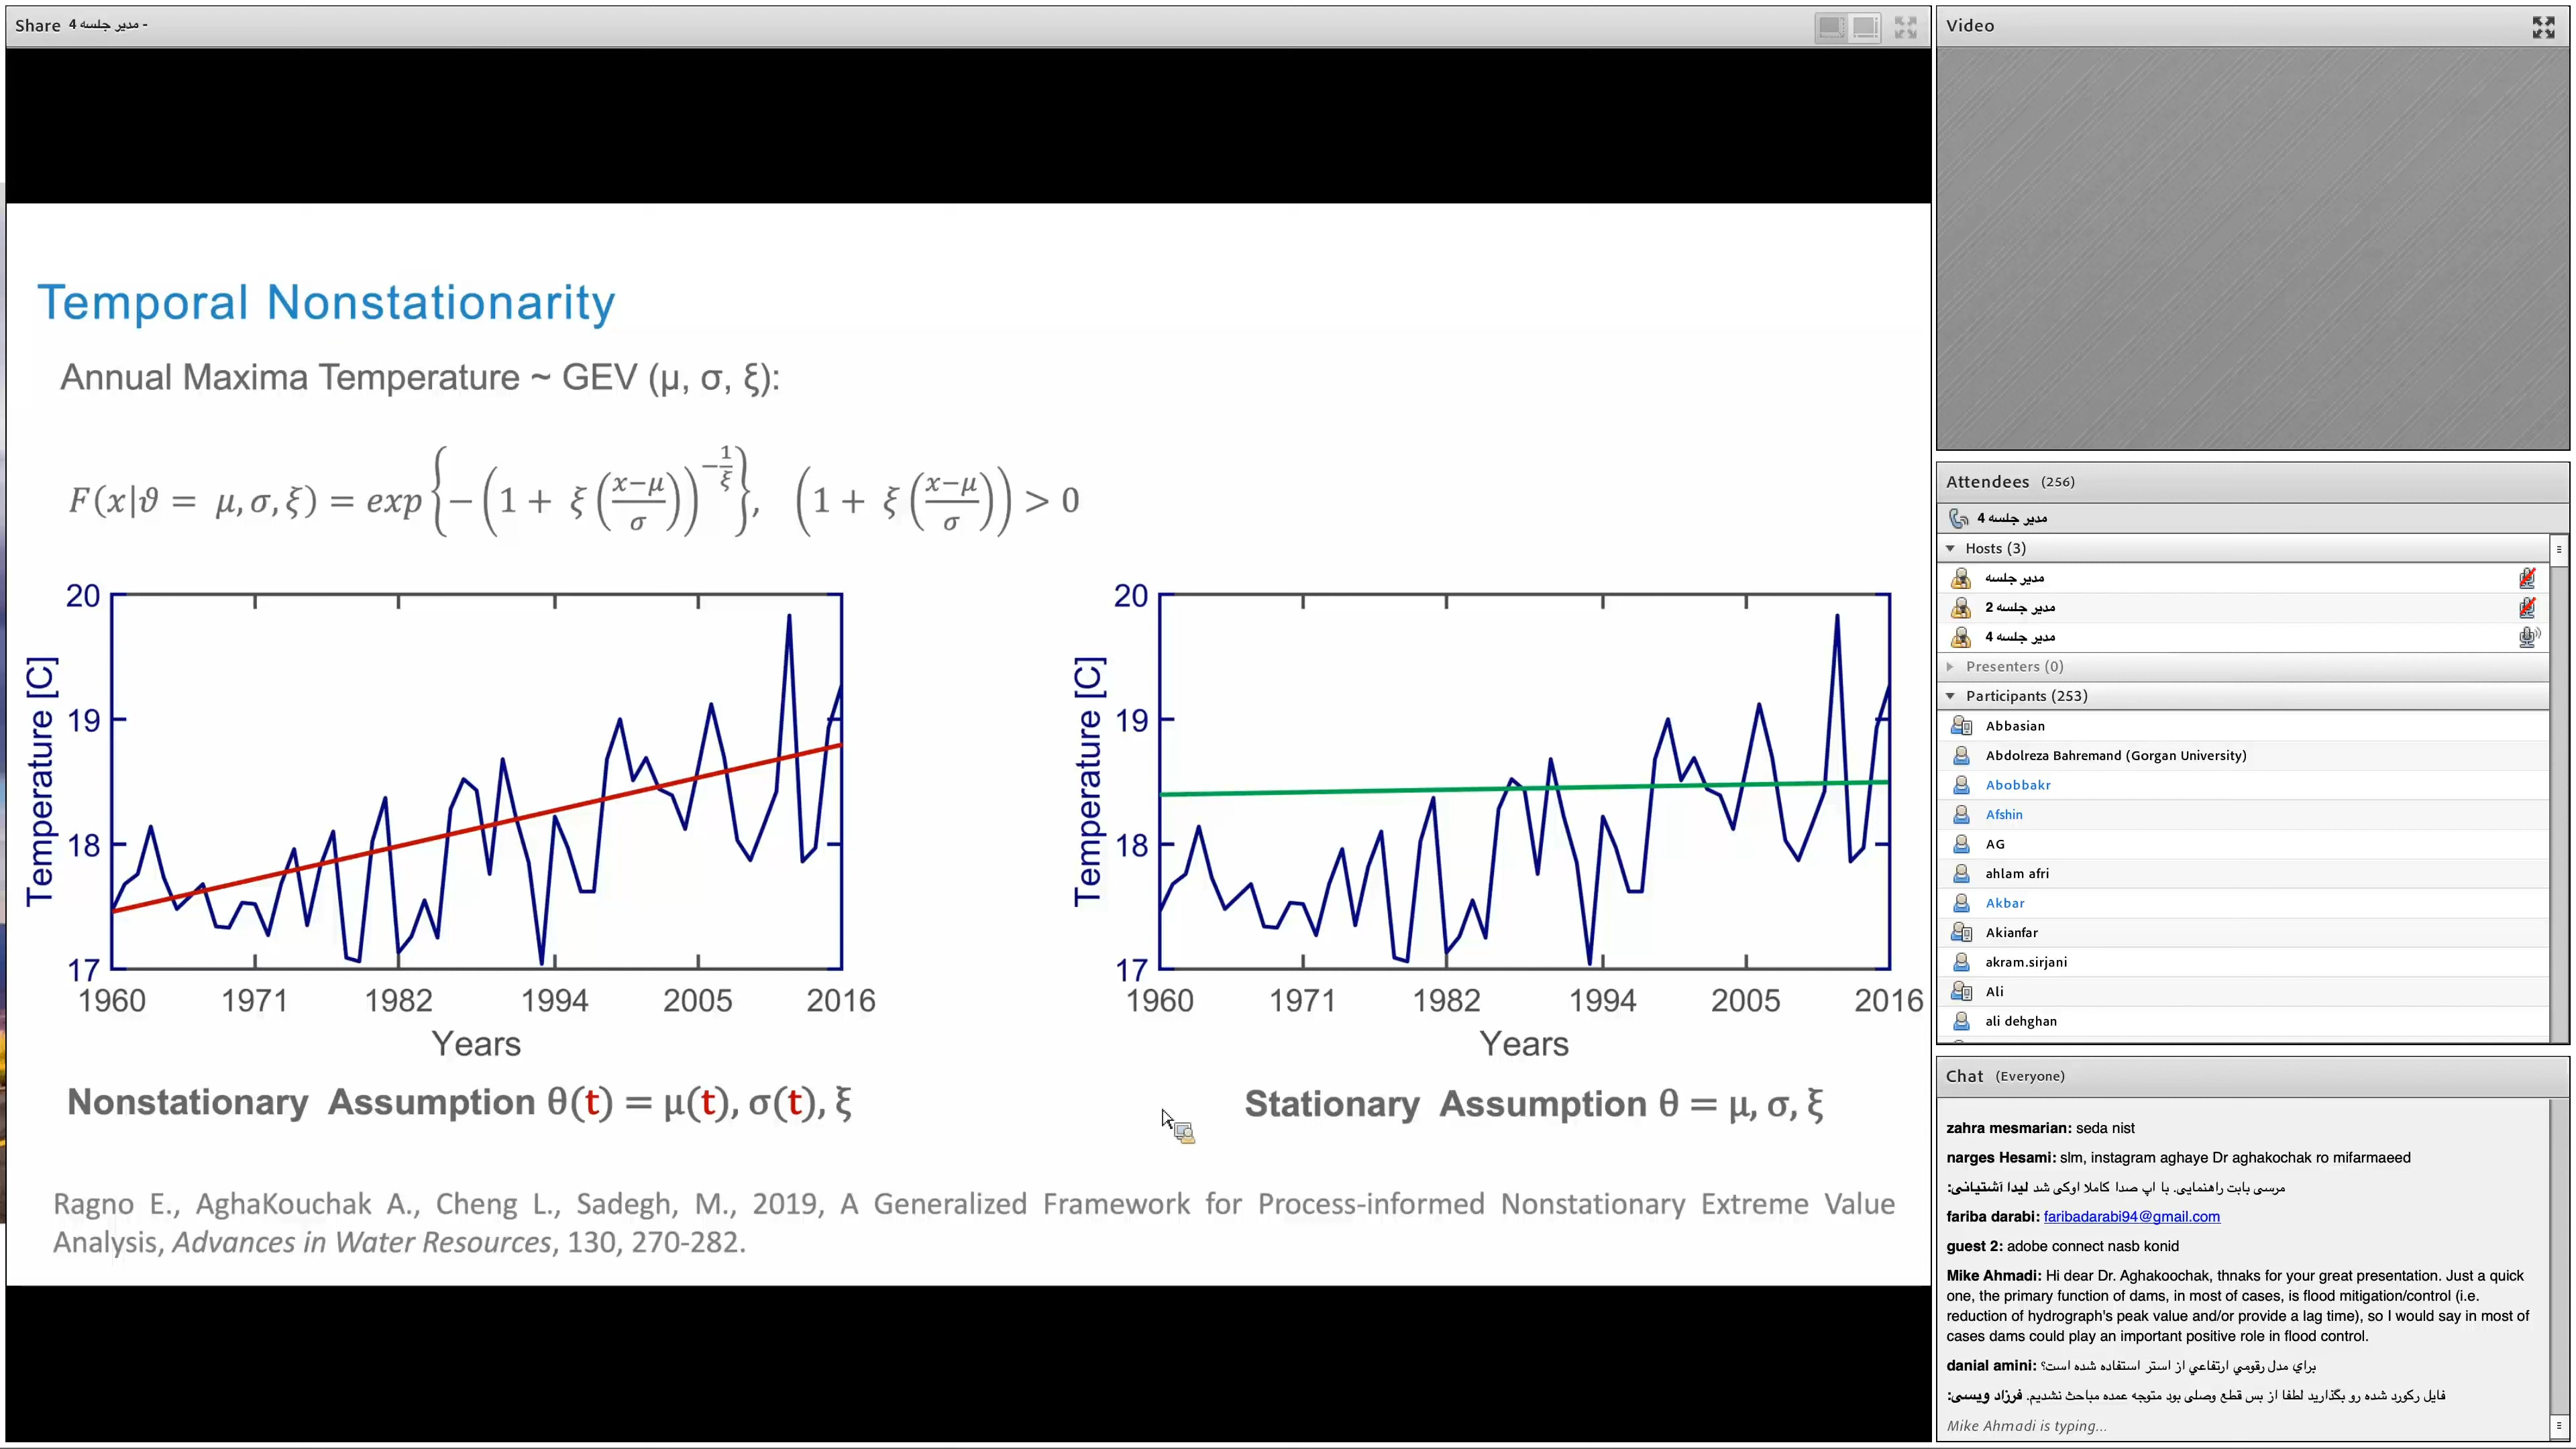 Share مدیر جلسه 4 -
Temporal Nonstationarity
Annual Maxima Temperature ~ GEV (μ, σ, ξ):
F(x|ϑ = μ, σ, ξ) = exp{−(1 + ξ((x−μ)/σ))^(−1/ξ)}, (1 + ξ((x−μ)/σ)) > 0
Temperature [C]
20
19
18
17
1960 1971 1982 1994 2005 2016
Years
Nonstationary Assumption θ(t) = μ(t), σ(t), ξ
Temperature [C]
20
19
18
17
1960 1971 1982 1994 2005 2016
Years
Stationary Assumption θ = μ, σ, ξ
Ragno E., AghaKouchak A., Cheng L., Sadegh, M., 2019, A Generalized Framework for Process-informed Nonstationary Extreme Value
Analysis, Advances in Water Resources, 130, 270-282.
Video
Attendees (256)
مدیر جلسه 4
Hosts (3)
مدیر جلسه
مدیر جلسه 2
مدیر جلسه 4
Presenters (0)
Participants (253)
Abbasian
Abdolreza Bahremand (Gorgan University)
Abobbakr
Afshin
AG
ahlam afri
Akbar
Akianfar
akram.sirjani
Ali
ali dehghan
Chat (Everyone)
zahra mesmarian: seda nist
narges Hesami: slm, instagram aghaye Dr aghakochak ro mifarmaeed
لیدا آشتیانی: مرسی بابت راهنمایی. با اپ صدا کاملا اوکی شد
fariba darabi: faribadarabi94@gmail.com
guest 2: adobe connect nasb konid
Mike Ahmadi: Hi dear Dr. Aghakoochak, thnaks for your great presentation. Just a quick
one, the primary function of dams, in most of cases, is flood mitigation/control (i.e.
reduction of hydrograph's peak value and/or provide a lag time), so I would say in most of
cases dams could play an important positive role in flood control.
danial amini: براي مدل رقومي ارتفاعي از استر استفاده شده است؟
فرزاد ویسی: فایل رکورد شده رو بگذارید لطفا از بس قطع وصلی بود متوجه عمده مباحث نشدیم.
Mike Ahmadi is typing...